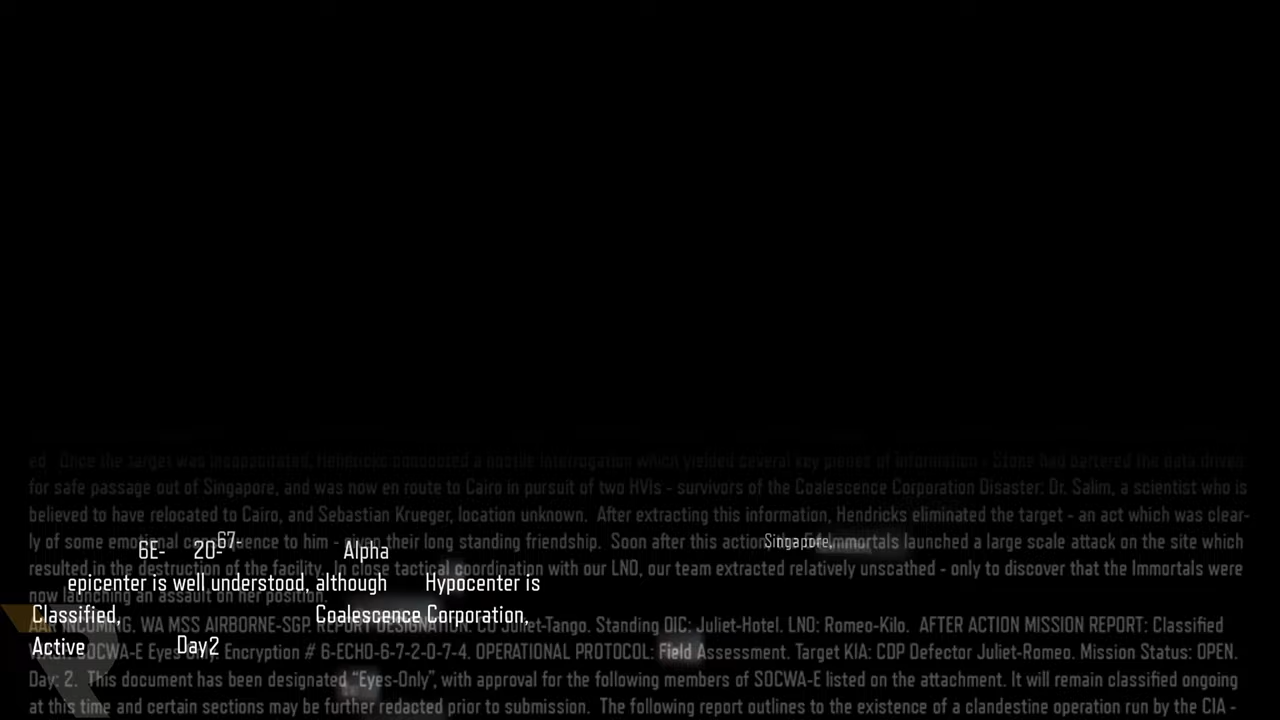 ed. Once the target was incapacitated, Hendricks conducted a hostile interrogation which yielded several key pieces of information - Stone had bartered the data drives
for safe passage out of Singapore, and was now en route to Cairo in pursuit of two HVIs - survivors of the Coalescence Corporation Disaster: Dr. Salim, a scientist who is
believed to have relocated to Cairo, and Sebastian Krueger, location unknown. After extracting this information, Hendricks eliminated the target - an act which was clear-
ly of some emotional to him - given their long standing friendship. Soon after this action, Immortals launched a large scale attack on the site which
Singapore,
6E- 20- 67- Alpha
resulted in the destruction of the facility. In close tactical coordination with our LNO, our team extracted relatively unscathed - only to discover that the Immortals were
epicenter is well understood, although Hypocenter is
now launching an assault on her position.
Classified, Coalescence Corporation,
AAR INCOMING. WA MSS AIRBORNE-SGP. REPORT DESIGNATION: CO Juliet-Tango. Standing OIC: Juliet-Hotel. LNO: Romeo-Kilo. AFTER ACTION MISSION REPORT: Classified
Active Day2
SOCWA-E Eyes Only. Encryption # 6-ECHO-6-7-2-0-7-4. OPERATIONAL PROTOCOL: Field Assessment. Target KIA: CDP Defector Juliet-Romeo. Mission Status: OPEN.
Day: 2. This document has been designated "Eyes-Only", with approval for the following members of SOCWA-E listed on the attachment. It will remain classified ongoing
at this time and certain sections may be further redacted prior to submission. The following report outlines to the existence of a clandestine operation run by the CIA -